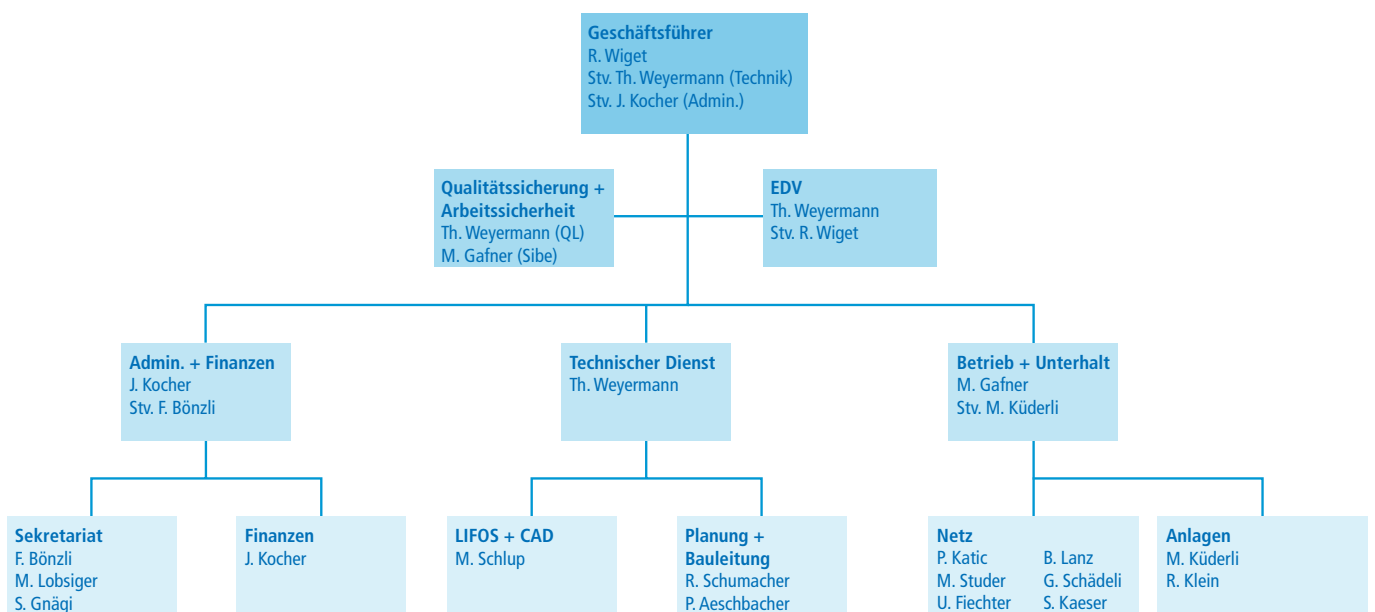 Geschäftsführer
R. Wiget
Stv. Th. Weyermann (Technik)
Stv. J. Kocher (Admin.)
Qualitätssicherung +
Arbeitssicherheit
Th. Weyermann (QL)
M. Gafner (Sibe)
EDV
Th. Weyermann
Stv. R. Wiget
Admin. + Finanzen
J. Kocher
Stv. F. Bönzli
Technischer Dienst
Th. Weyermann
Betrieb + Unterhalt
M. Gafner
Stv. M. Küderli
Sekretariat
F. Bönzli
M. Lobsiger
S. Gnägi
Finanzen
J. Kocher
LIFOS + CAD
M. Schlup
Planung +
Bauleitung
R. Schumacher
P. Aeschbacher
Netz
P. Katic B. Lanz
M. Studer G. Schädeli
U. Fiechter S. Kaeser
Anlagen
M. Küderli
R. Klein